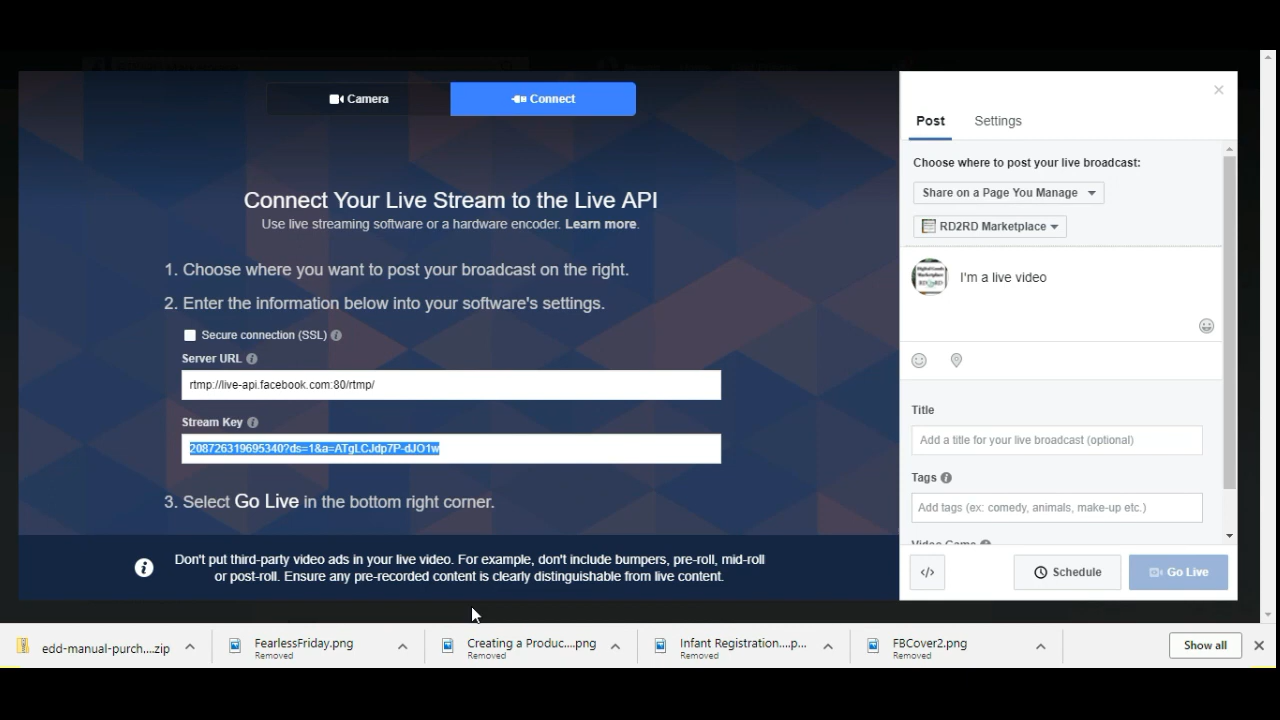 Camera
Connect
Connect Your Live Stream to the Live API
Use live streaming software or a hardware encoder. Learn more.
1. Choose where you want to post your broadcast on the right.
2. Enter the information below into your software's settings.
Secure connection (SSL)
Server URL
rtmp://live-api.facebook.com:80/rtmp/
Stream Key
208726319695340?ds=1&a=ATgLCJdp7P-dJO1w
3. Select Go Live in the bottom right corner.
Don't put third-party video ads in your live video. For example, don't include bumpers, pre-roll, mid-roll
or post-roll. Ensure any pre-recorded content is clearly distinguishable from live content.
Post
Settings
Choose where to post your live broadcast:
Share on a Page You Manage
RD2RD Marketplace
I'm a live video
Title
Add a title for your live broadcast (optional)
Tags
Add tags (ex: comedy, animals, make-up etc.)
Video Game
</>
Schedule
Go Live
edd-manual-purch....zip
FearlessFriday.png
Removed
Creating a Produc....png
Removed
Infant Registration....p...
Removed
FBCover2.png
Removed
Show all